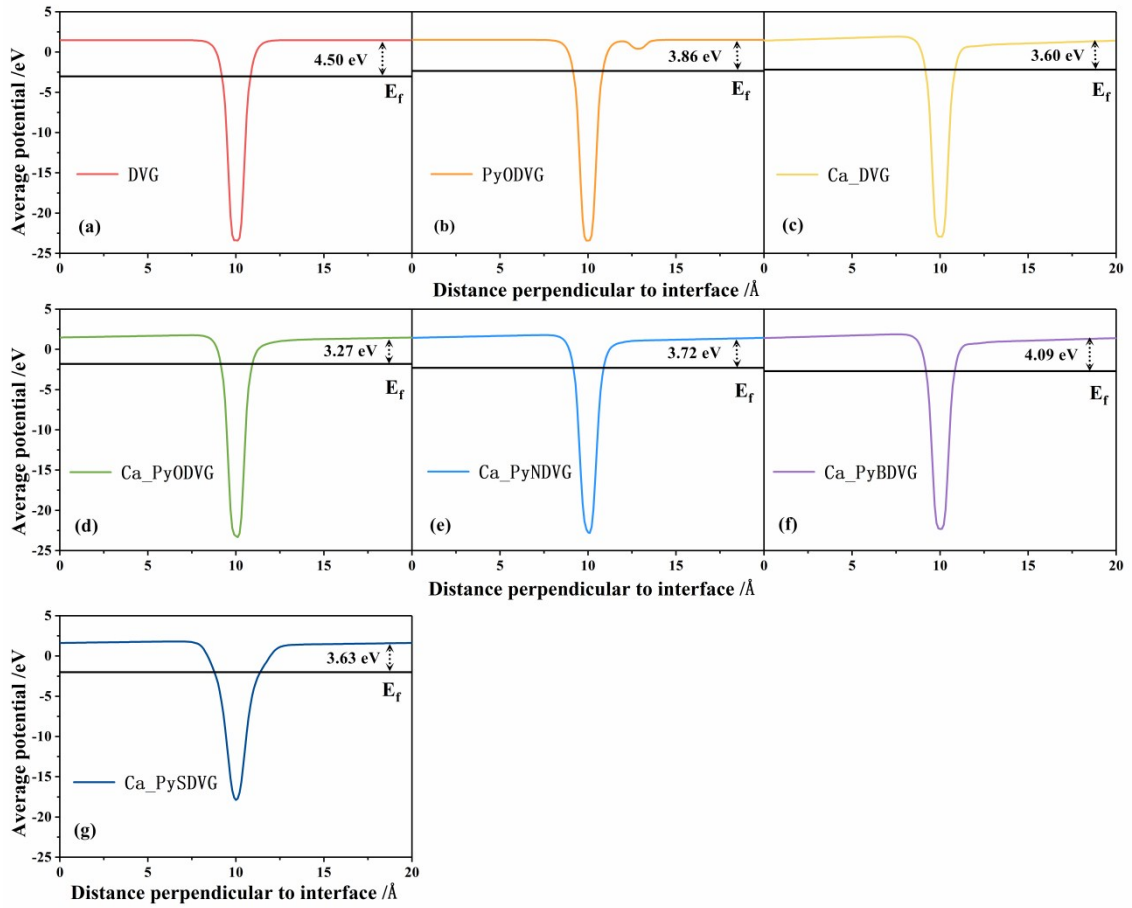 Average potential /eV
5
0
-5
-10
-15
-20
-25
4.50 eV
E_f
DVG
(a)
3.86 eV
E_f
PyODVG
(b)
3.60 eV
E_f
Ca_DVG
(c)
0 5 10 15 0 5 10 15 0 5 10 15 20
Distance perpendicular to interface /Å
Average potential /eV
5
0
-5
-10
-15
-20
-25
3.27 eV
E_f
Ca_PyODVG
(d)
3.72 eV
E_f
Ca_PyNDVG
(e)
4.09 eV
E_f
Ca_PyBDVG
(f)
0 5 10 15 0 5 10 15 0 5 10 15 20
Distance perpendicular to interface /Å
Average potential /eV
5
0
-5
-10
-15
-20
-25
3.63 eV
E_f
Ca_PySDVG
(g)
0 5 10 15 20
Distance perpendicular to interface /Å